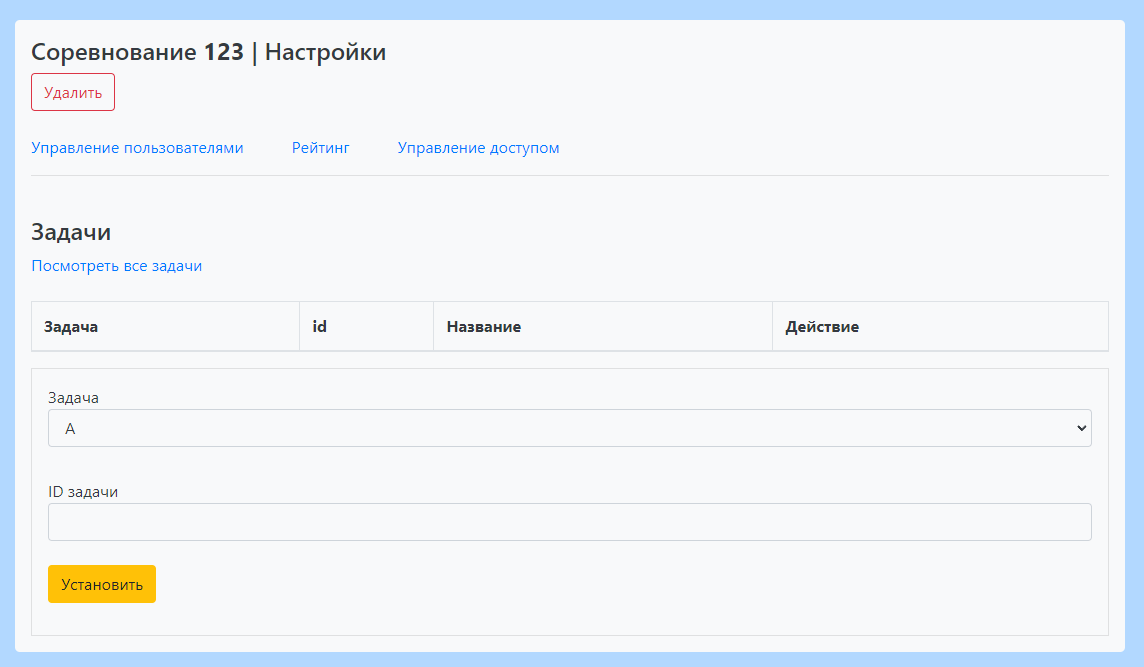 Соревнование 123 | Настройки
Удалить
Управление пользователями Рейтинг Управление доступом
Задачи
Посмотреть все задачи
Задача id Название Действие
Задача
A
ID задачи
Установить